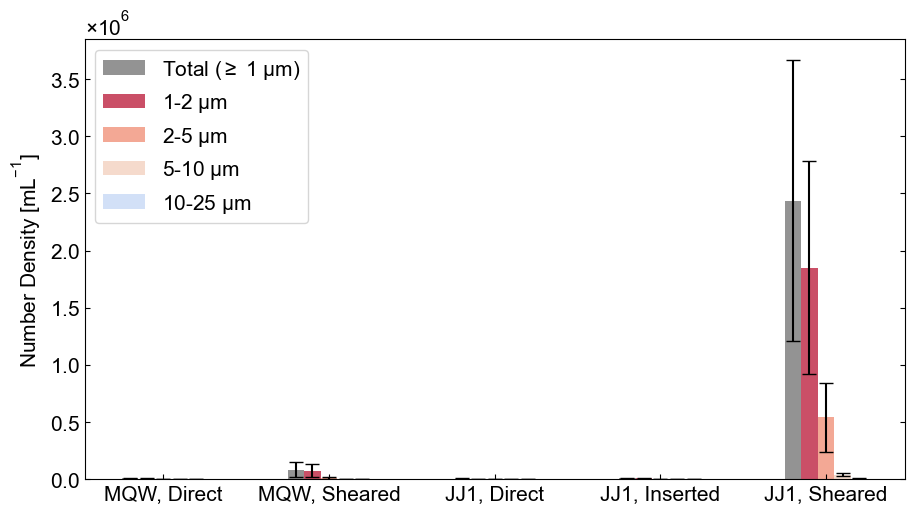 ×10⁶
Total (≥ 1 µm)
1-2 µm
2-5 µm
5-10 µm
10-25 µm
Number Density [mL⁻¹]
3.5
3.0
2.5
2.0
1.5
1.0
0.5
0.0
MQW, Direct
MQW, Sheared
JJ1, Direct
JJ1, Inserted
JJ1, Sheared